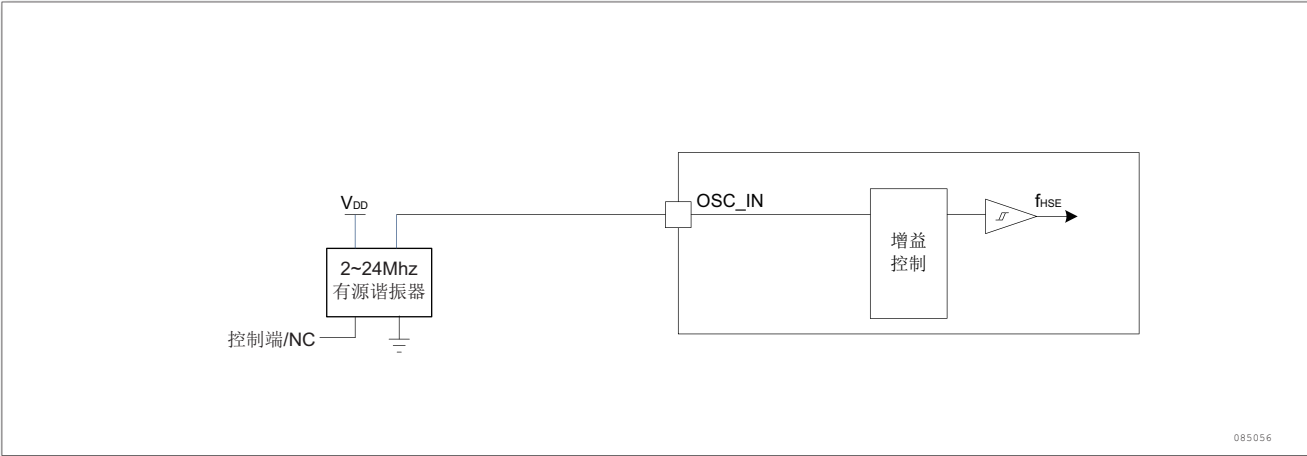 VDD
2~24Mhz
有源谐振器
控制端/NC
OSC_IN
增益
控制
fHSE
085056